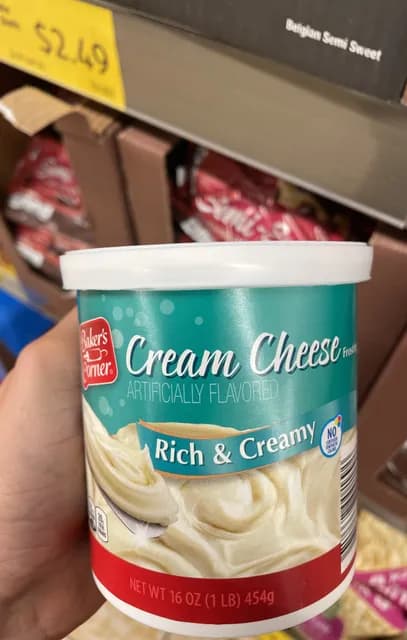 $2.49
Belgian Semi Sweet
Semi
Baker's
Corner
Cream Cheese
ARTIFICIALLY FLAVORED
Rich & Creamy
NO
NET WT 16 OZ (1 LB) 454g